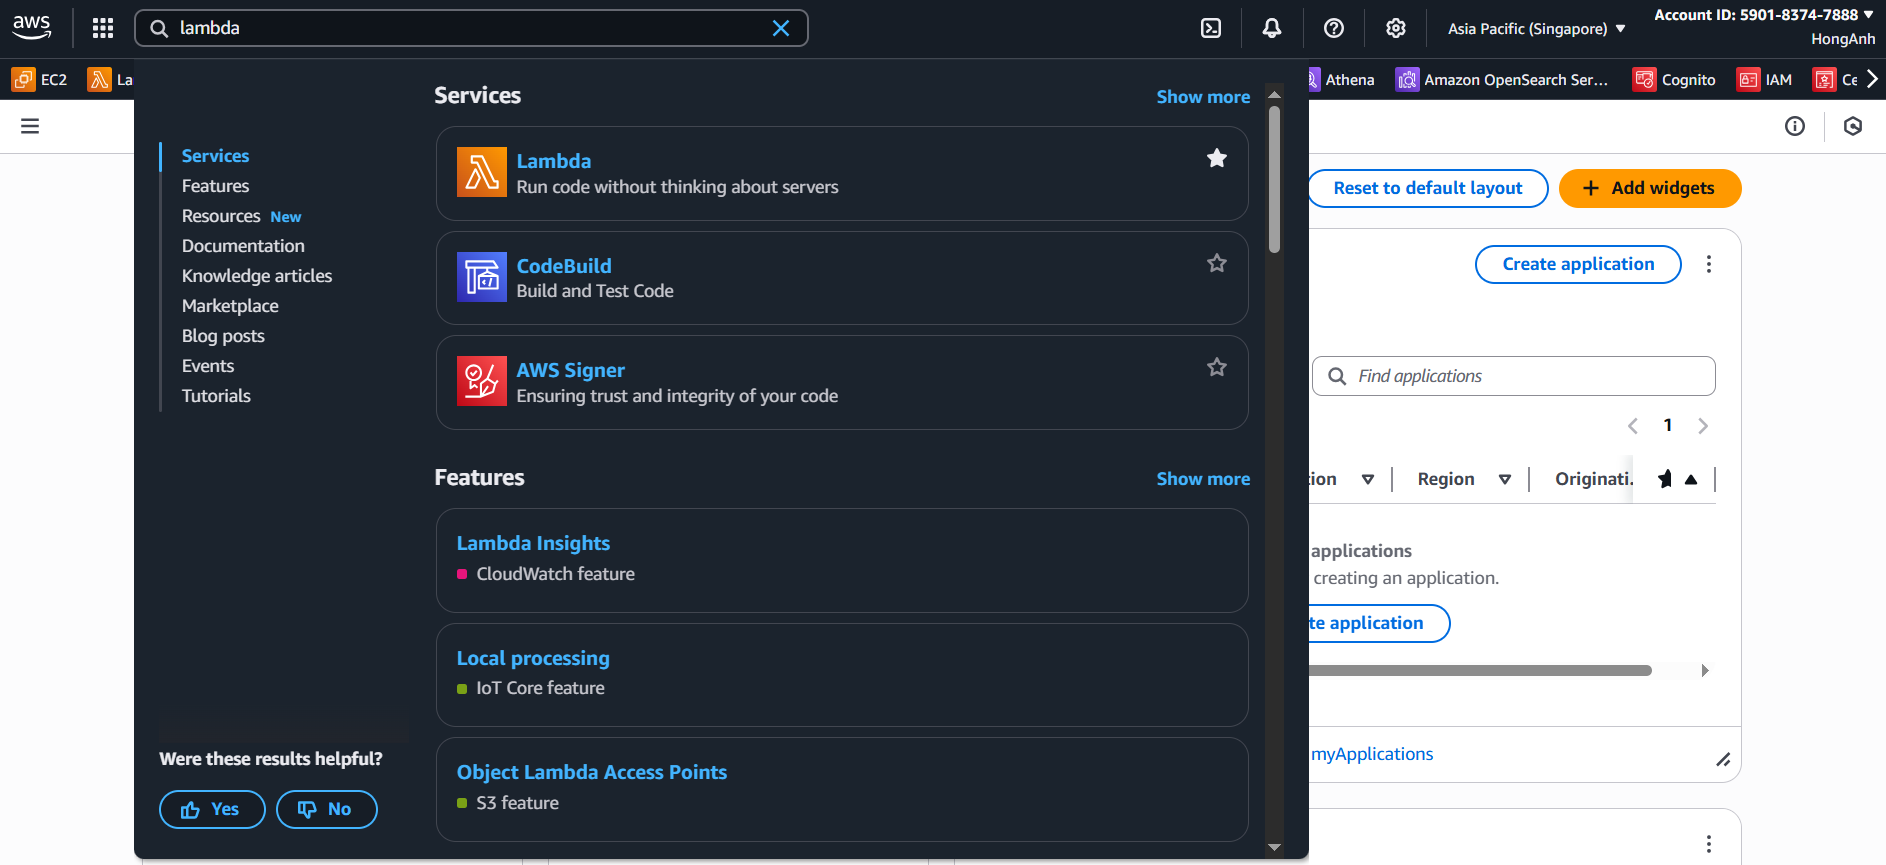 aws
lambda
Asia Pacific (Singapore)
Account ID: 5901-8374-7888
HongAnh
EC2
La
Athena
Amazon OpenSearch Ser...
Cognito
IAM
Ce
Services
Features
Resources New
Documentation
Knowledge articles
Marketplace
Blog posts
Events
Tutorials
Were these results helpful?
Yes
No
Services
Show more
Lambda
Run code without thinking about servers
CodeBuild
Build and Test Code
AWS Signer
Ensuring trust and integrity of your code
Features
Show more
Lambda Insights
CloudWatch feature
Local processing
IoT Core feature
Object Lambda Access Points
S3 feature
Reset to default layout
+ Add widgets
Create application
Find applications
1
ion
Region
Originati.
applications
creating an application.
te application
myApplications